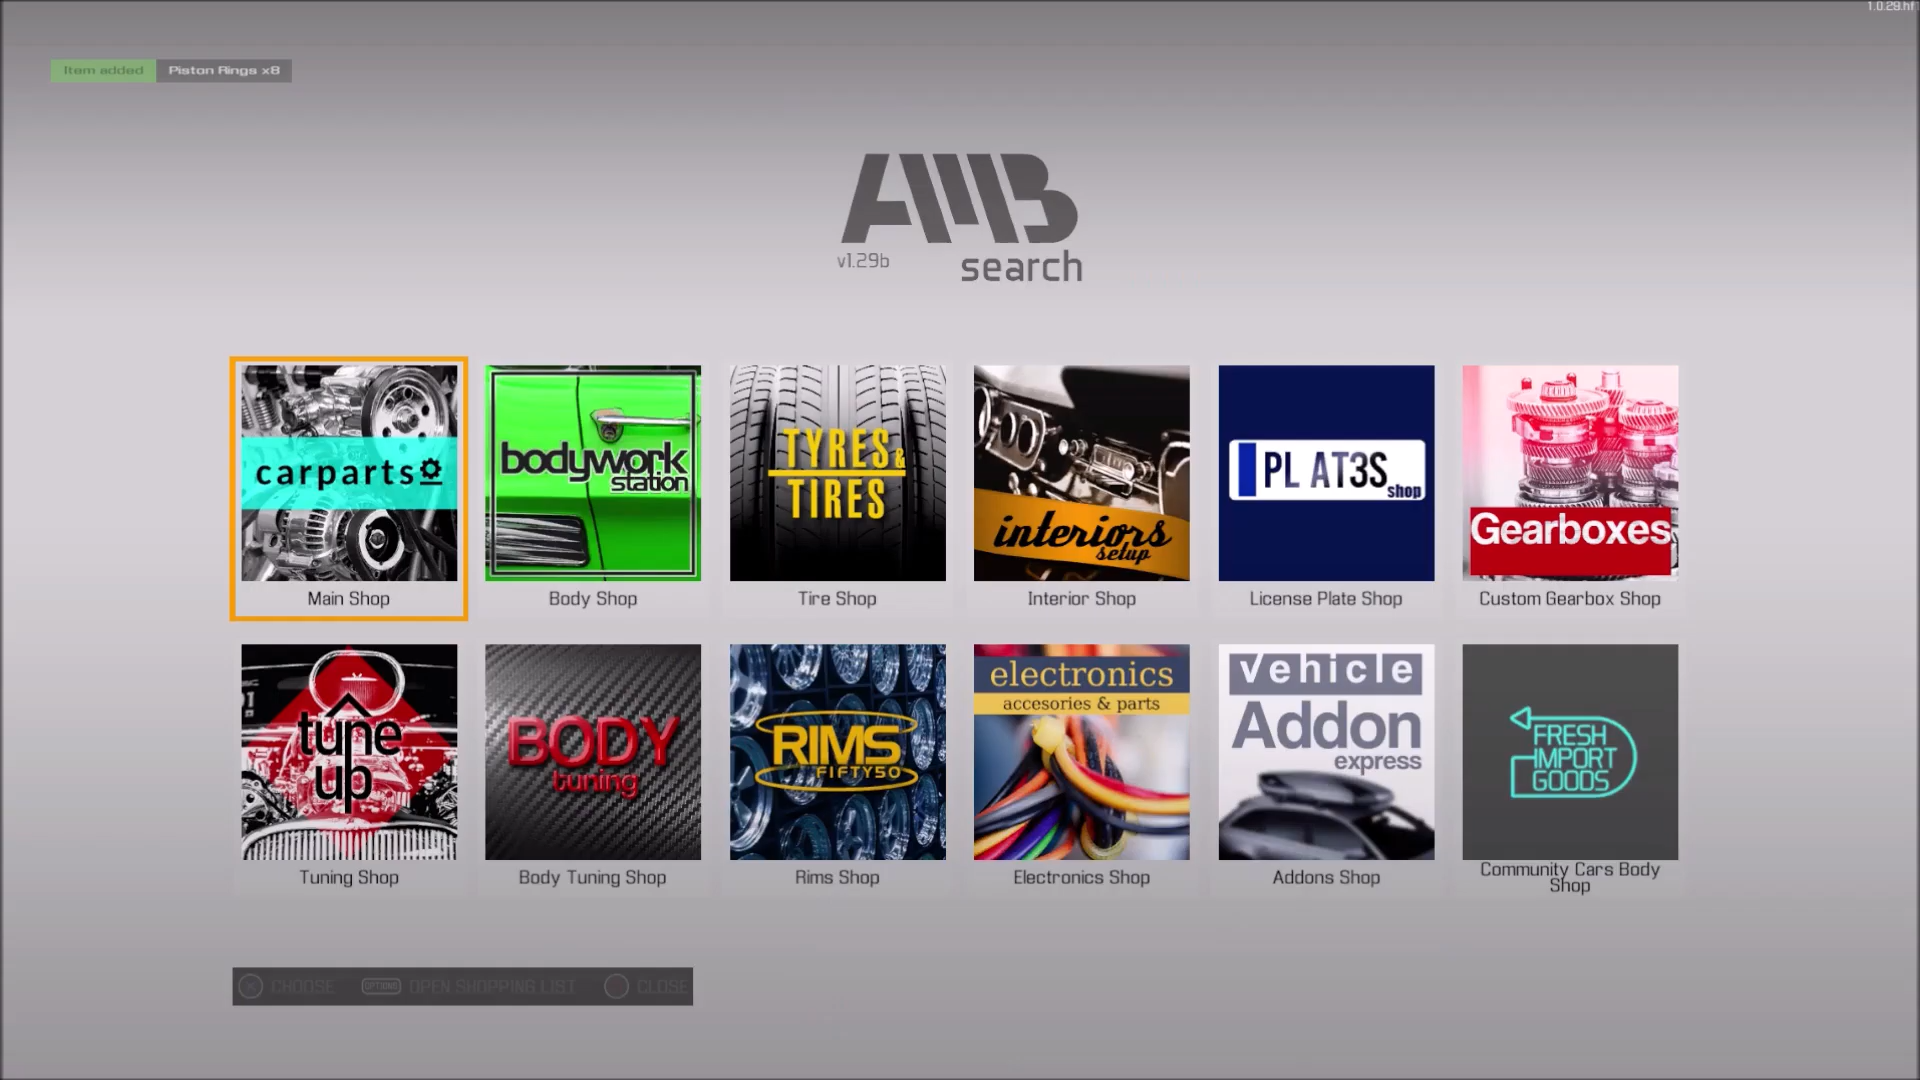 1.0.29.hf
Item added Piston Rings x8
AMB
v1.29b search
carparts
bodywork
station
TYRES &
TIRES
interiors
setup
PL AT3S
shop
Gearboxes
Main Shop
Body Shop
Tire Shop
Interior Shop
License Plate Shop
Custom Gearbox Shop
tune
up
BODY
tuning
RIMS
FIFTY50
electronics
accesories & parts
vehicle
Addon
express
FRESH
IMPORT
GOODS
Tuning Shop
Body Tuning Shop
Rims Shop
Electronics Shop
Addons Shop
Community Cars Body
Shop
CHOOSE OPTIONS OPEN SHOPPING LIST CLOSE